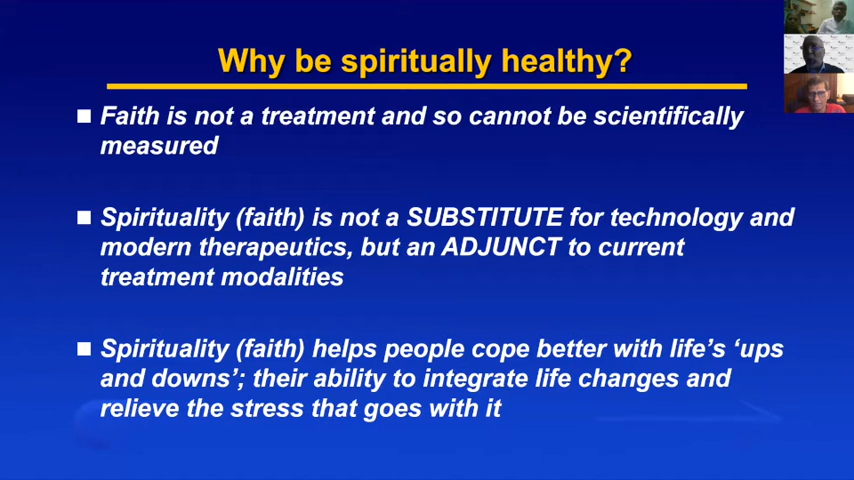 Why be spiritually healthy?
Faith is not a treatment and so cannot be scientifically
measured
Spirituality (faith) is not a SUBSTITUTE for technology and
modern therapeutics, but an ADJUNCT to current
treatment modalities
Spirituality (faith) helps people cope better with life’s ‘ups
and downs’; their ability to integrate life changes and
relieve the stress that goes with it